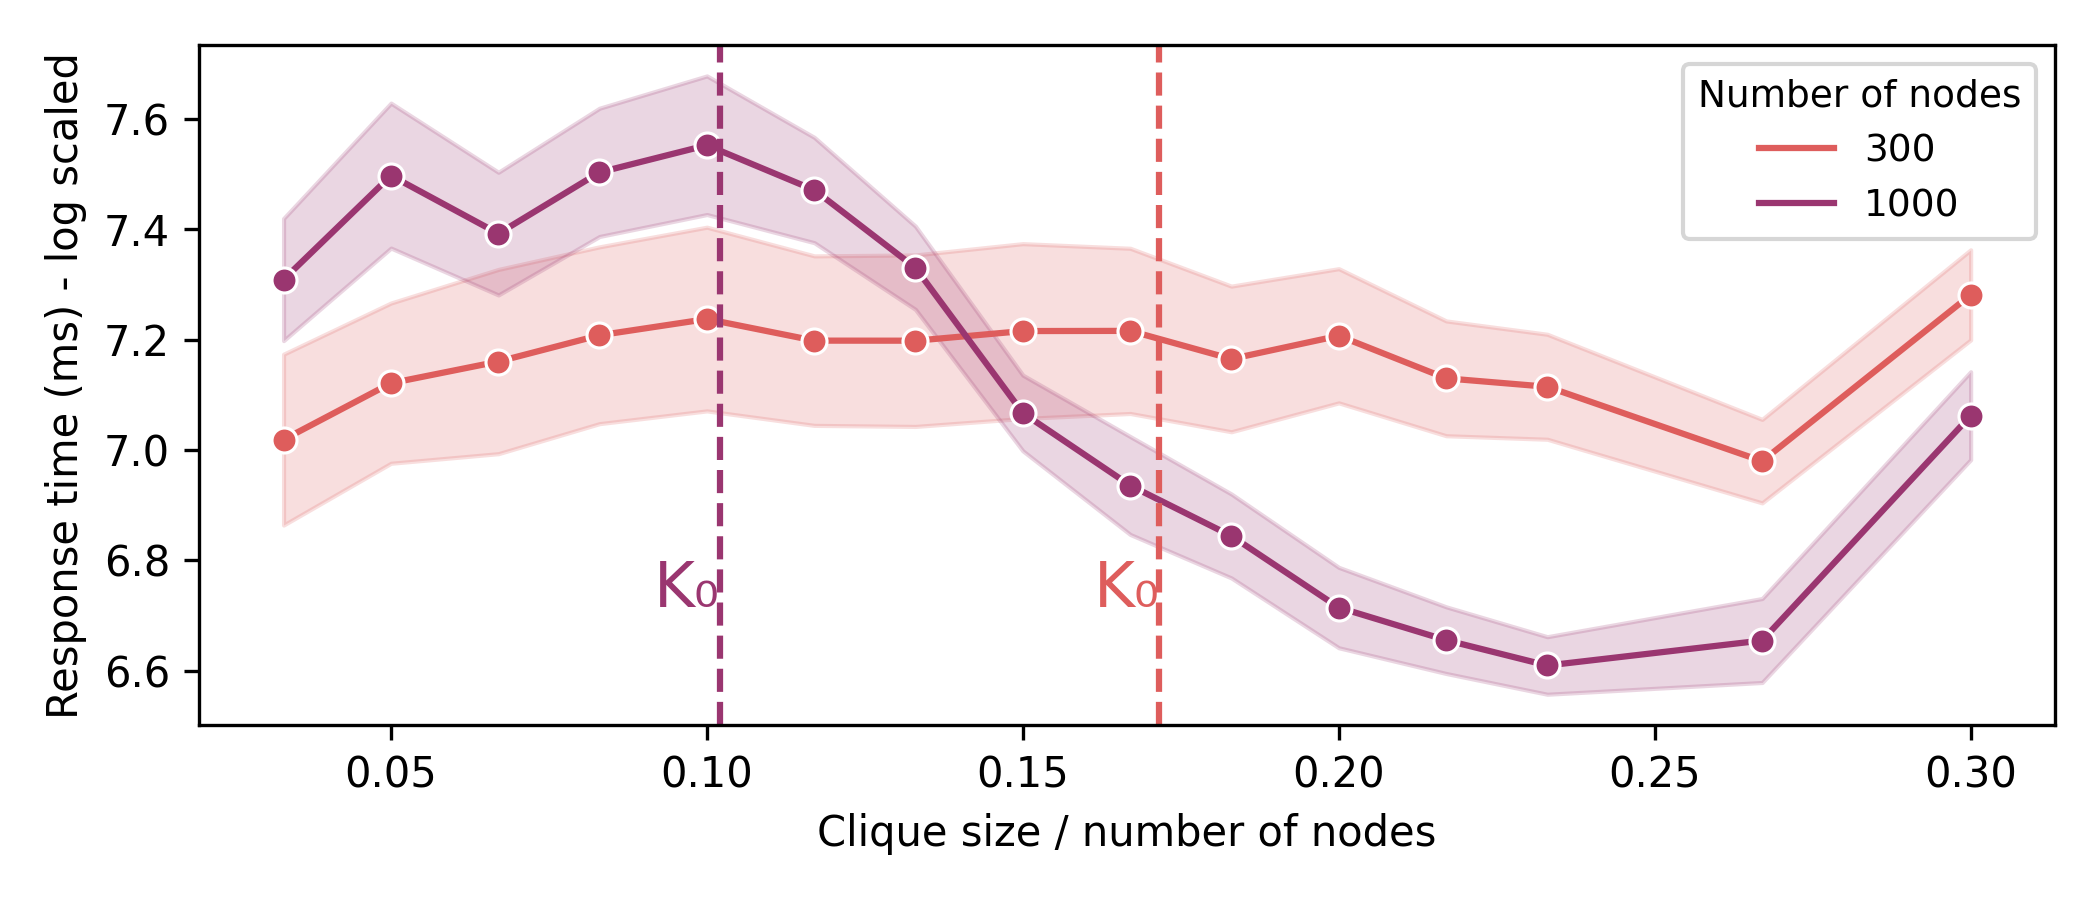 Response time (ms) - log scaled
7.6
7.4
7.2
7.0
6.8
6.6
Number of nodes
300
1000
K₀
K₀
0.05
0.10
0.15
0.20
0.25
0.30
Clique size / number of nodes